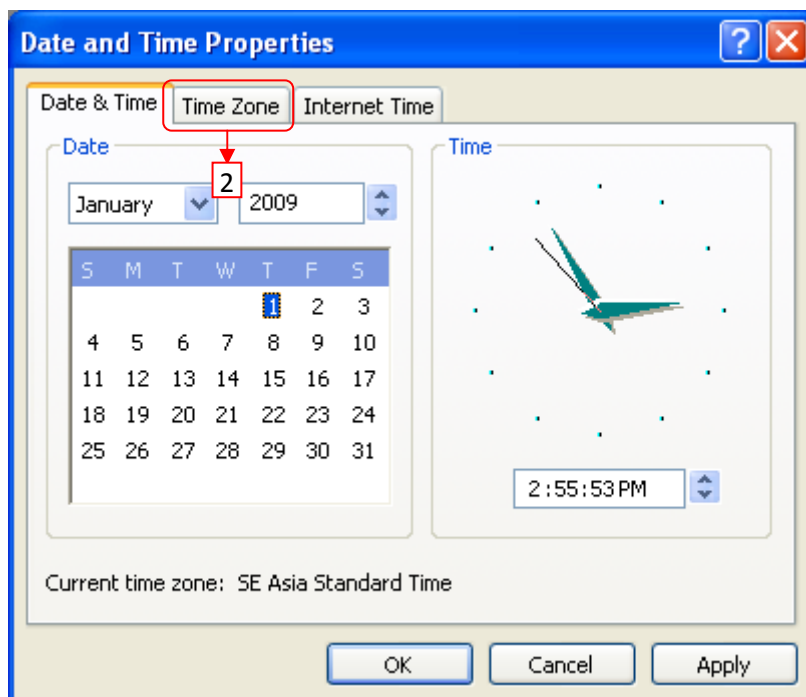 Date and Time Properties
Date & Time
Time Zone
Internet Time
2
Date
January
2009
S M T W T F S
1 2 3
4 5 6 7 8 9 10
11 12 13 14 15 16 17
18 19 20 21 22 23 24
25 26 27 28 29 30 31
Time
2:55:53 PM
Current time zone: SE Asia Standard Time
OK
Cancel
Apply